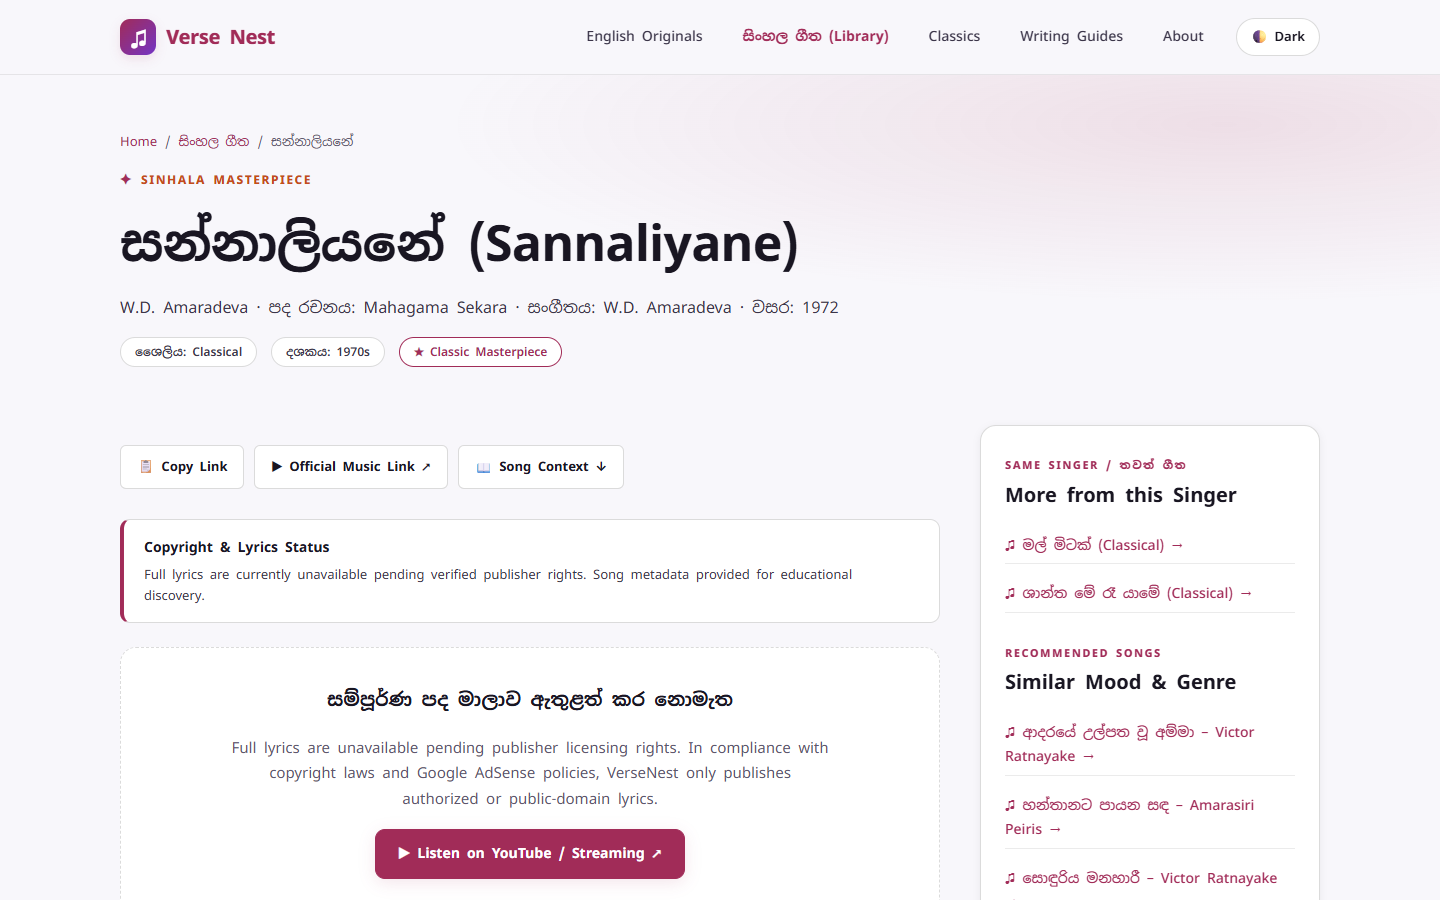 Verse Nest
English Originals
සිංහල ගීත (Library)
Classics
Writing Guides
About
Dark
Home / සිංහල ගීත / සන්නාලියනේ
✦ SINHALA MASTERPIECE
සන්නාලියනේ (Sannaliyane)
W.D. Amaradeva · පද රචනය: Mahagama Sekara · සංගීතය: W.D. Amaradeva · වසර: 1972
ශෛලිය: Classical
දශකය: 1970s
★ Classic Masterpiece
Copy Link
▶ Official Music Link ↗
Song Context ↓
Copyright & Lyrics Status
Full lyrics are currently unavailable pending verified publisher rights. Song metadata provided for educational
discovery.
සම්පූර්ණ පද මාලාව ඇතුළත් කර නොමැත
Full lyrics are unavailable pending publisher licensing rights. In compliance with
copyright laws and Google AdSense policies, VerseNest only publishes
authorized or public-domain lyrics.
▶ Listen on YouTube / Streaming ↗
SAME SINGER / තවත් ගීත
More from this Singer
♫ මල් මිටක් (Classical) →
♫ ශාන්ත මේ රෑ යාමේ (Classical) →
RECOMMENDED SONGS
Similar Mood & Genre
♫ ආදරයේ උල්පත වූ අම්මා – Victor
Ratnayake →
♫ හන්තානට පායන සඳ – Amarasiri
Peiris →
♫ සොඳුරිය මනහාරී – Victor Ratnayake